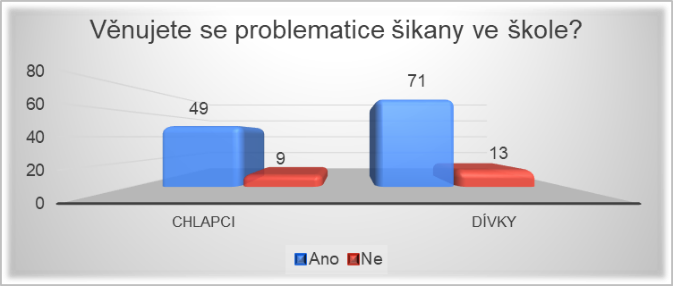 Věnujete se problematice šikany ve škole?
80
60
40
20
0
49
9
71
13
CHLAPCI
DÍVKY
Ano Ne